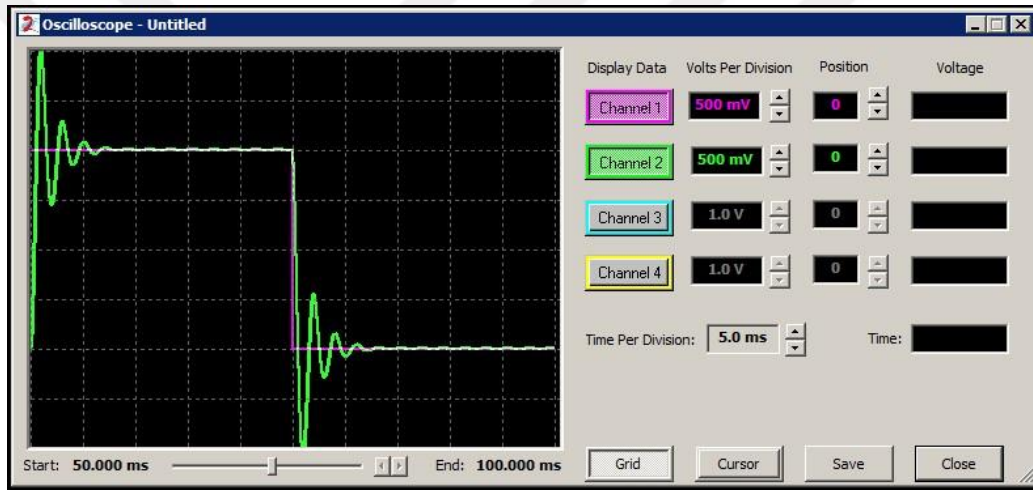 Oscilloscope - Untitled
Display Data Volts Per Division Position Voltage
Channel 1 500 mV 0
Channel 2 500 mV 0
Channel 3 1.0 V 0
Channel 4 1.0 V 0
Time Per Division: 5.0 ms Time:
Start: 50.000 ms End: 100.000 ms Grid Cursor Save Close